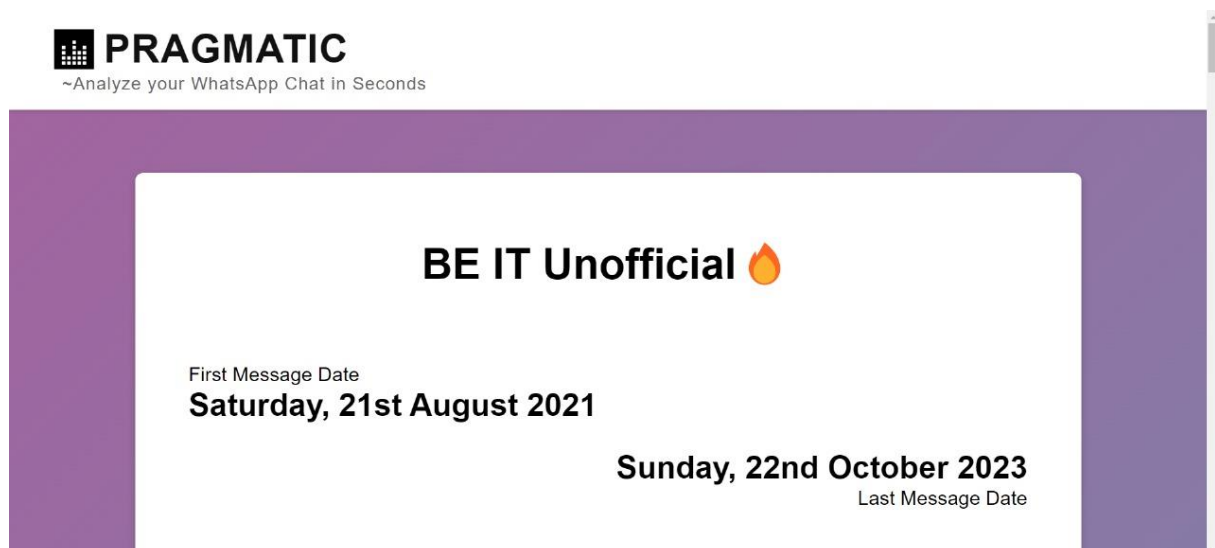 PRAGMATIC
~Analyze your WhatsApp Chat in Seconds
BE IT Unofficial🔥
First Message Date
Saturday, 21st August 2021
Sunday, 22nd October 2023
Last Message Date